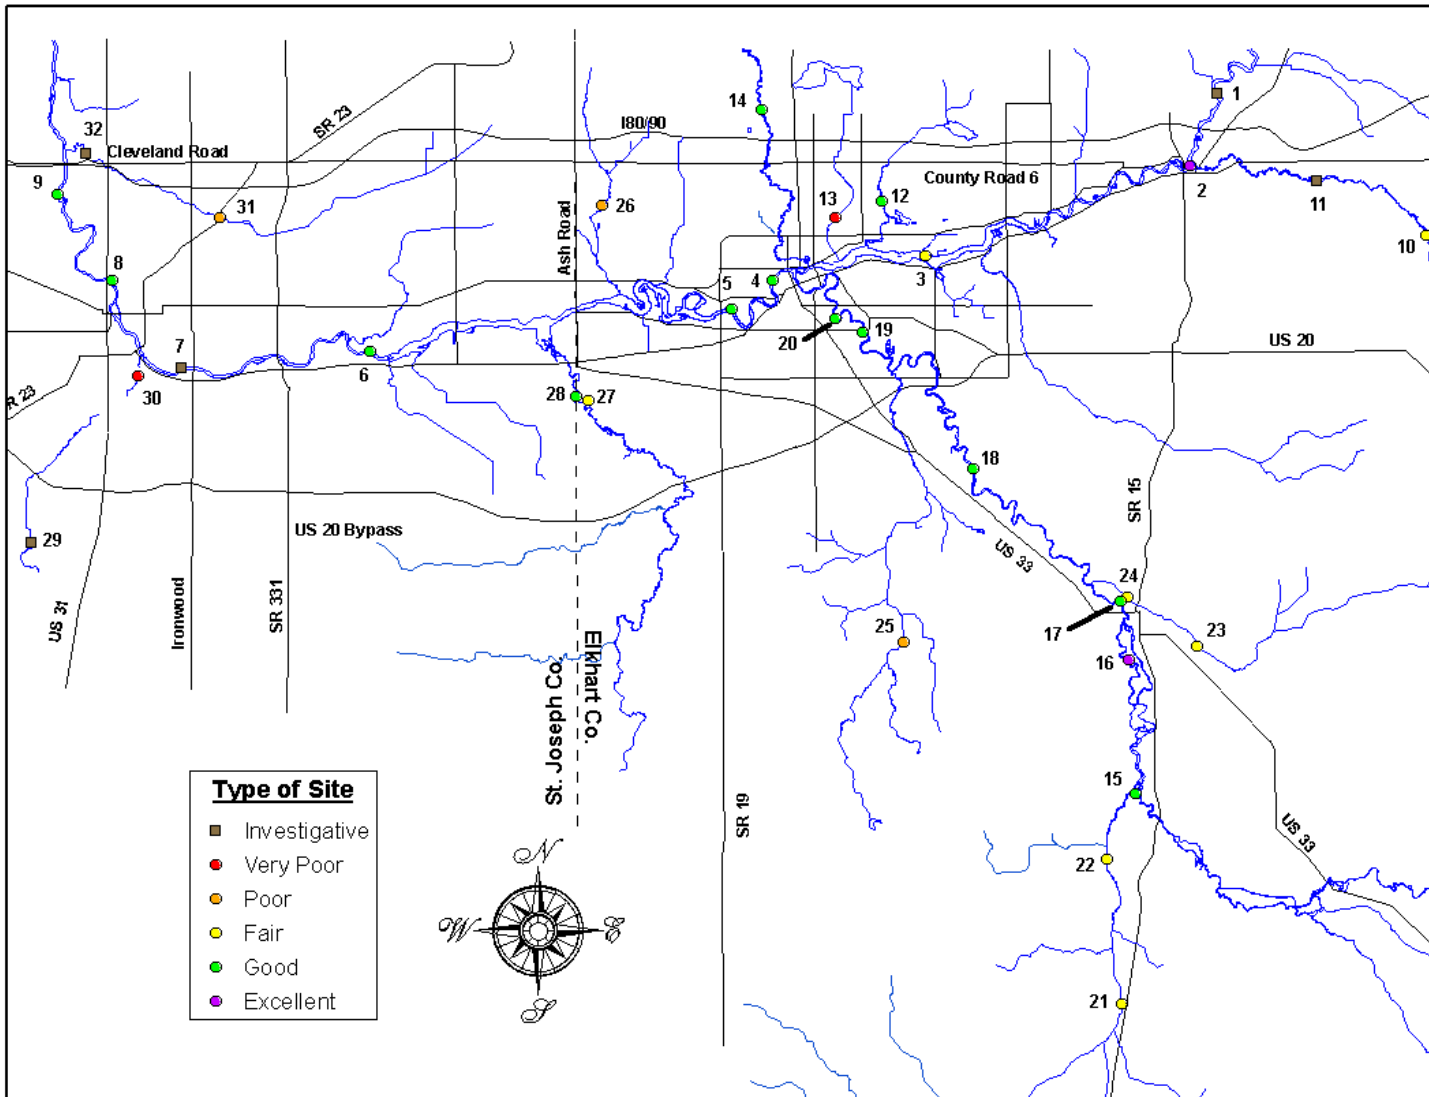 1
14
SR 23
I80/90
32
Cleveland Road
2
County Road 6
11
9
31
26
13
12
10
Ash Road
8
5
4
3
20
19
US 20
7
6
R 23
30
28
27
18
SR 15
US 20 Bypass
29
US 33
24
Ironwood
SR 331
US 31
25
17
23
16
Elkhart Co.
St. Joseph Co.
15
SR 19
US 33
22
21
Type of Site
Investigative
Very Poor
Poor
Fair
Good
Excellent
N
W
E
S